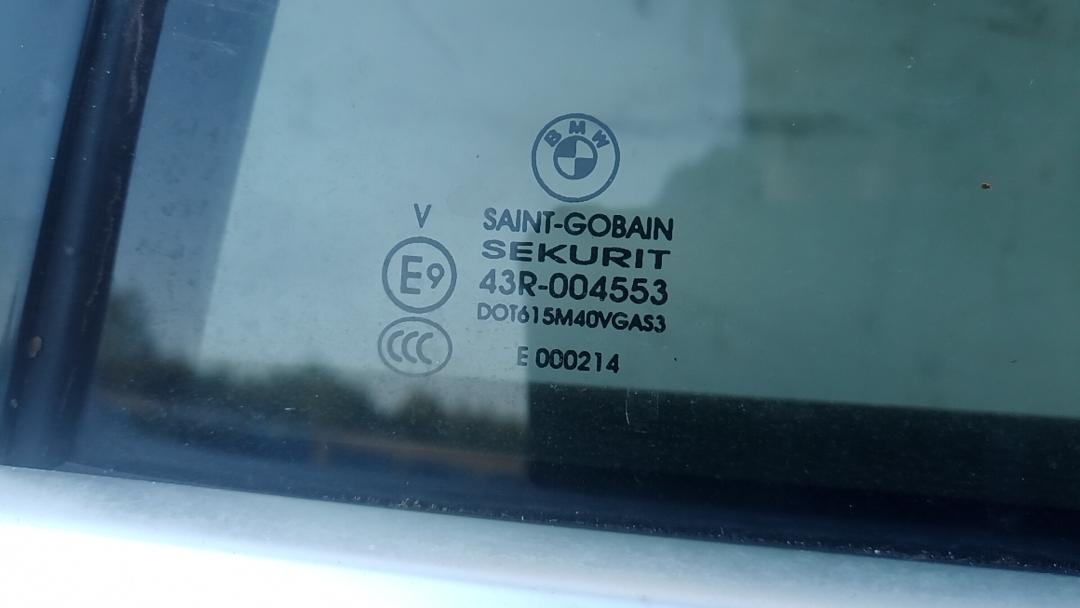 BMW
V
SAINT-GOBAIN
SEKURIT
E9
43R-004553
DOT615M40VGAS3
CCC
E 000214